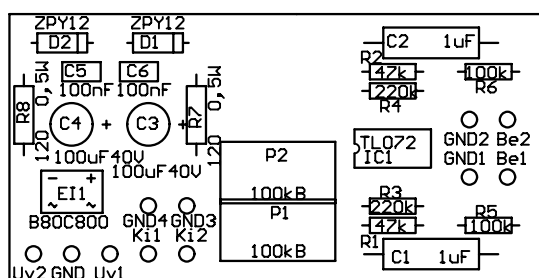 ZPY12 ZPY12
D2 D1
C2 1uF
C5 C6
100nF 100nF
R2
47k 100k
220k R6
R4
R8 0,5W 120
C4 + C3 +
R7 0,5W 120
100uF40V
100uF40V
TL072
IC1
GND2 Be2
GND1 Be1
P2
100kB
- +
EI1
~ ~
B80C800
GND4 GND3
Ki1 Ki2
P1
100kB
R3
220k R5
47k 100k
R1
C1 1uF
Uv2 GND Uv1